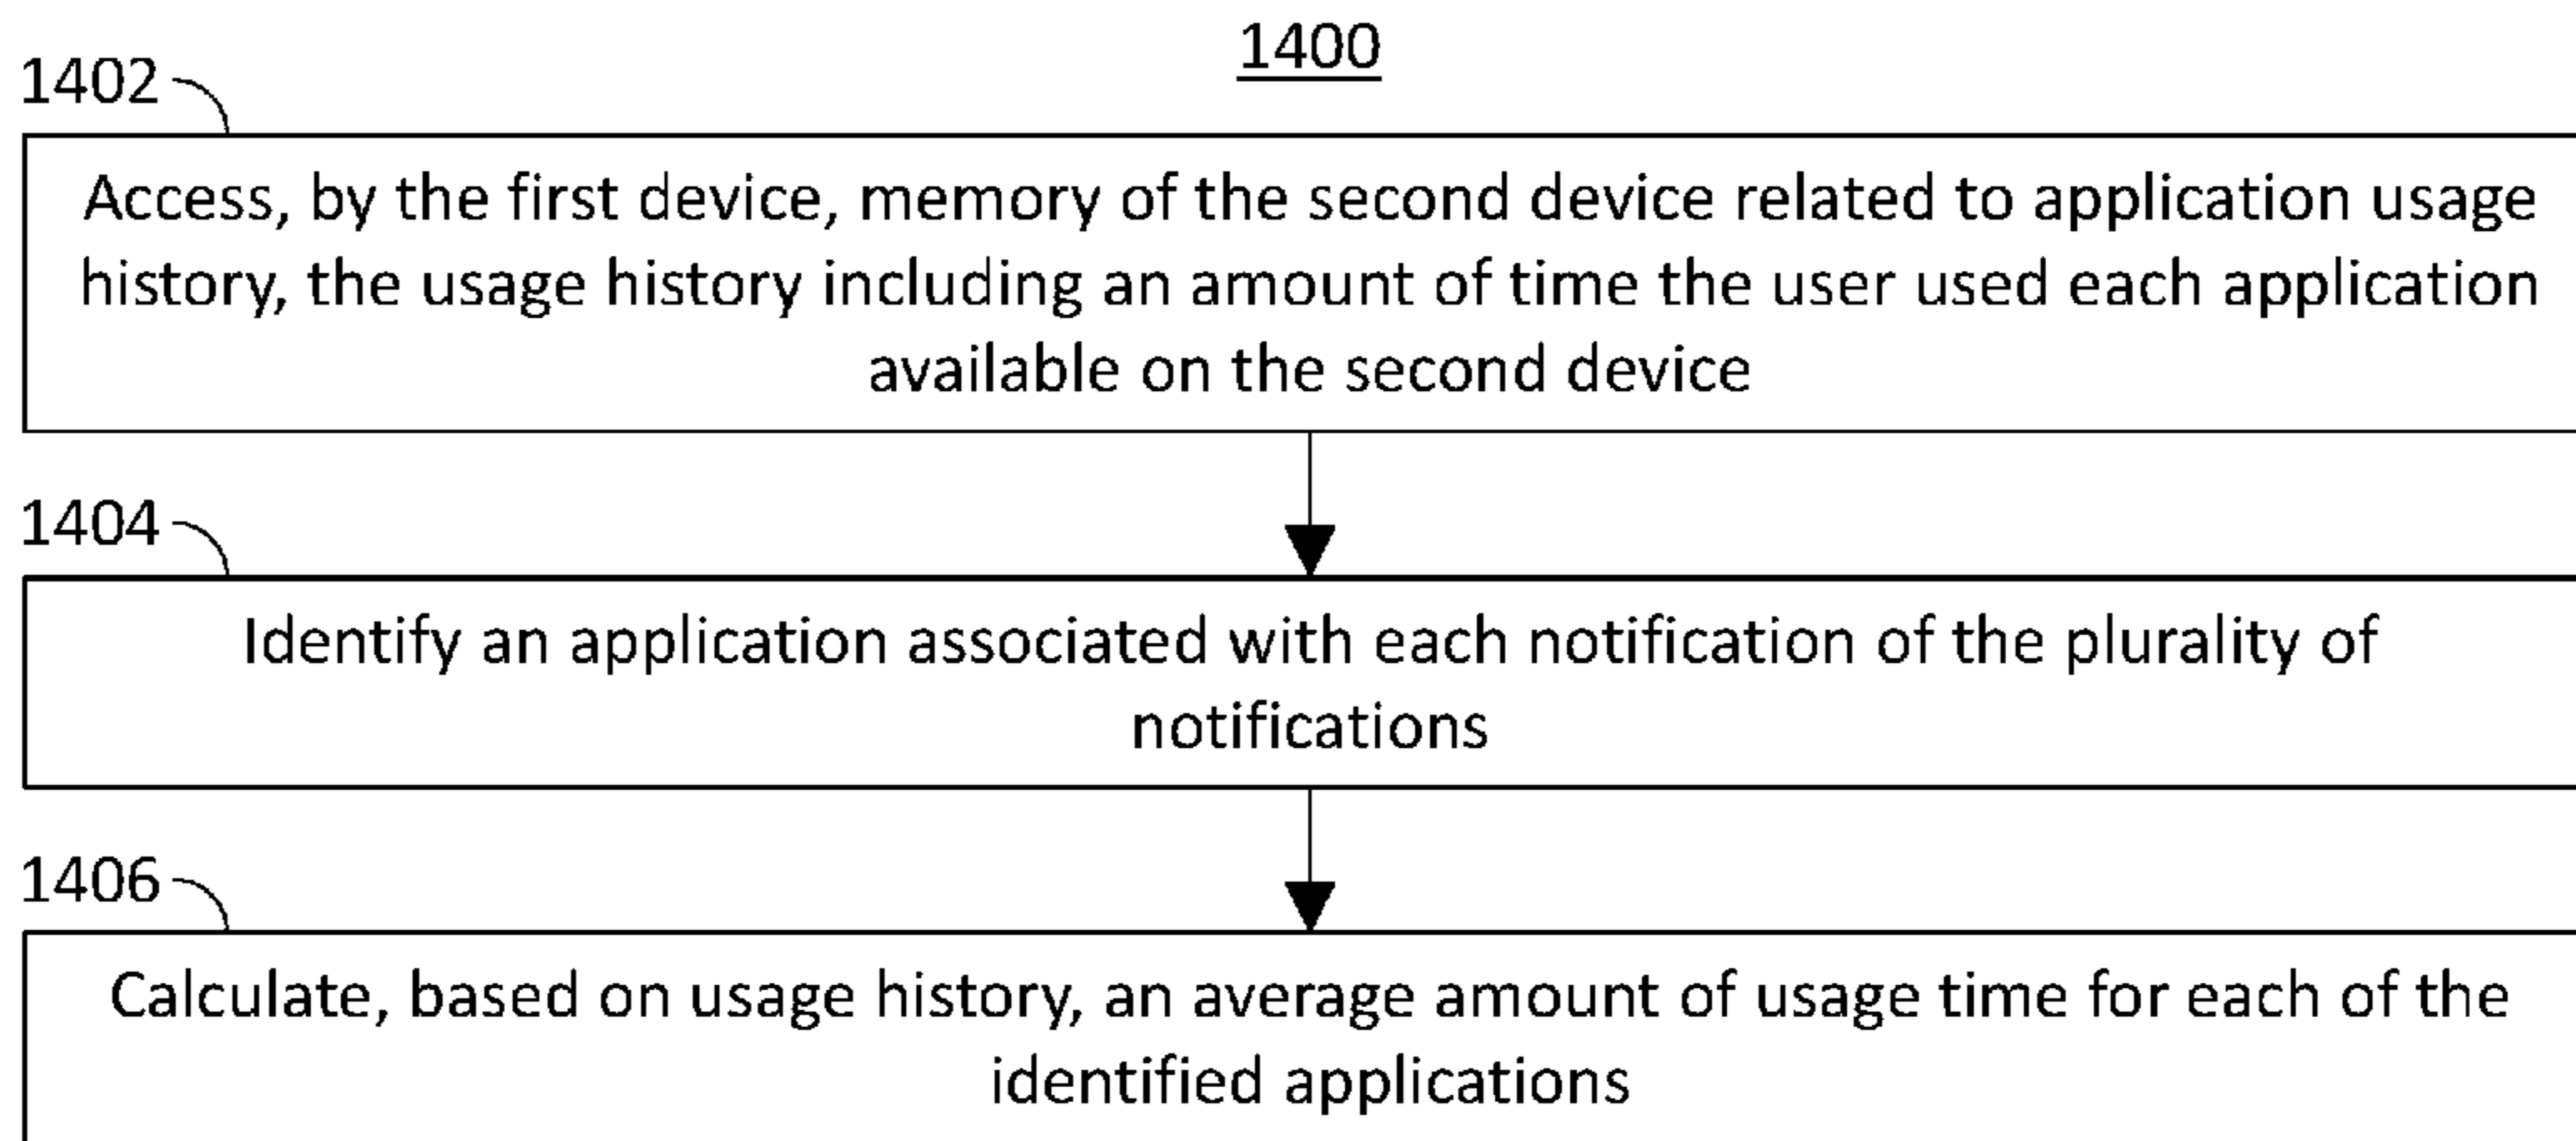 1400
1402
Access, by the first device, memory of the second device related to application usage
history, the usage history including an amount of time the user used each application
available on the second device
1404
Identify an application associated with each notification of the plurality of
notifications
1406
Calculate, based on usage history, an average amount of usage time for each of the
identified applications